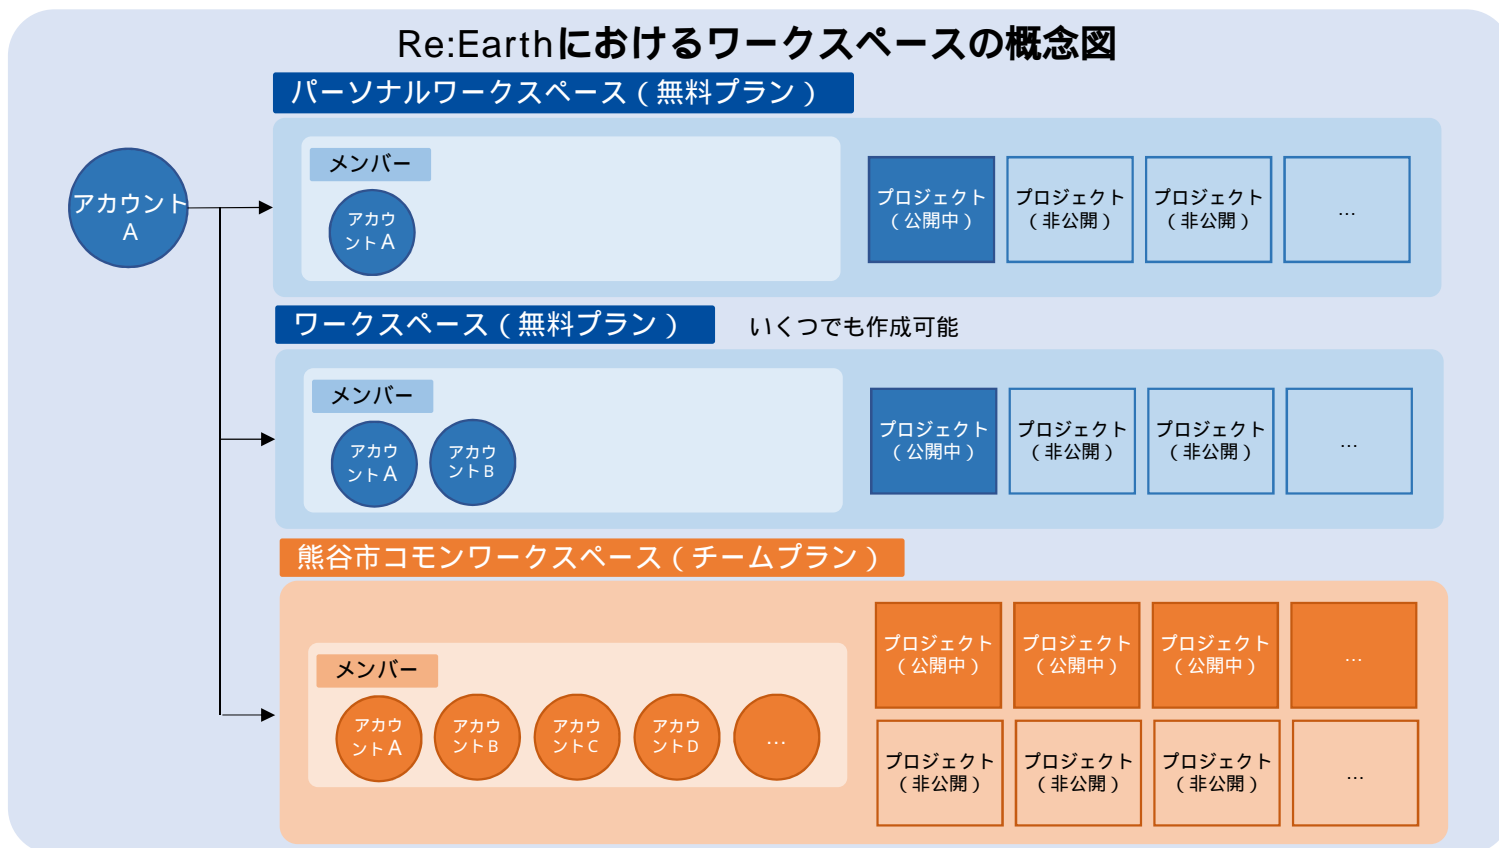 Re:Earthにおけるワークスペースの概念図
パーソナルワークスペース（無料プラン）
アカウント
A
メンバー
アカウ
ントA
プロジェクト
（公開中）
プロジェクト
（非公開）
プロジェクト
（非公開）
…
ワークスペース（無料プラン）
いくつでも作成可能
メンバー
アカウ
ントA
アカウ
ントB
プロジェクト
（公開中）
プロジェクト
（非公開）
プロジェクト
（非公開）
…
熊谷市コモンワークスペース（チームプラン）
メンバー
アカウ
ントA
アカウ
ントB
アカウ
ントC
アカウ
ントD
…
プロジェクト
（公開中）
プロジェクト
（公開中）
プロジェクト
（公開中）
…
プロジェクト
（非公開）
プロジェクト
（非公開）
プロジェクト
（非公開）
…